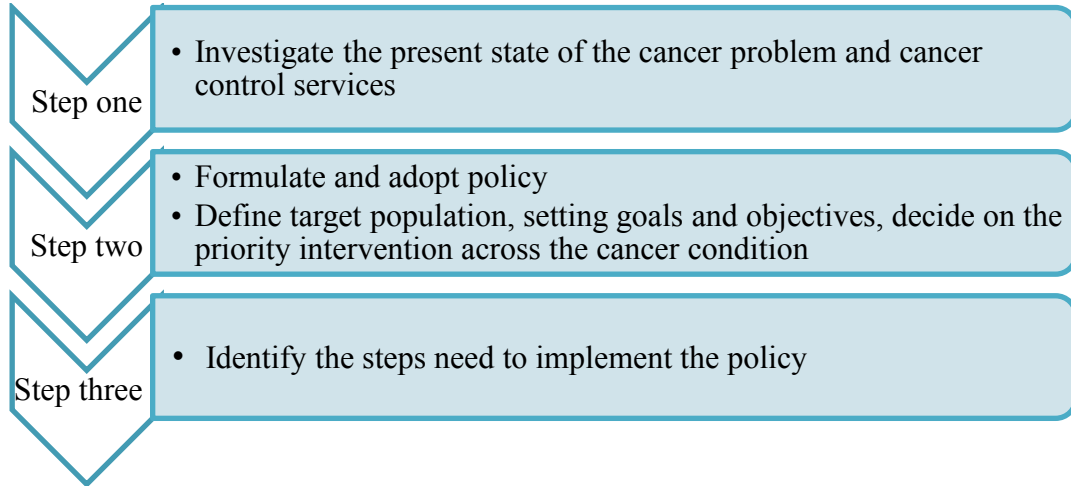 Step one
• Investigate the present state of the cancer problem and cancer
control services
Step two
• Formulate and adopt policy
• Define target population, setting goals and objectives, decide on the
priority intervention across the cancer condition
Step three
• Identify the steps need to implement the policy